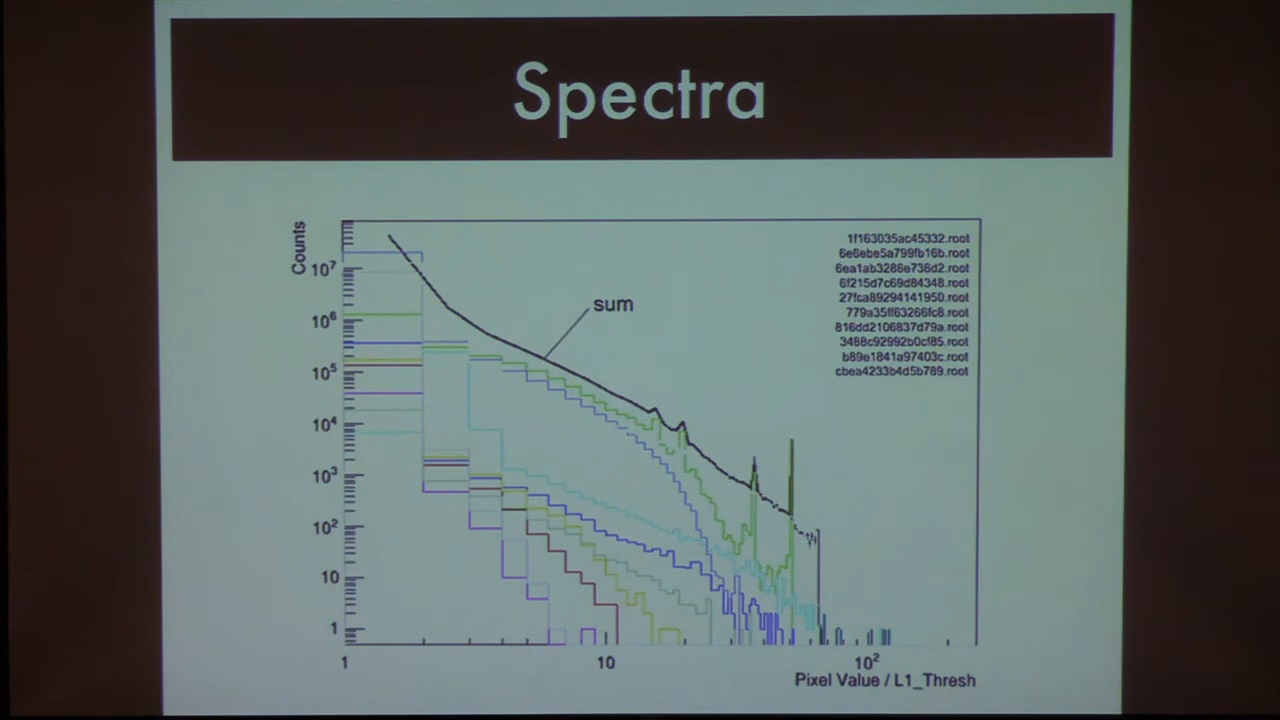 Spectra
Counts
10^7
10^6
10^5
10^4
10^3
10^2
10
1
sum
1f163035ac45332.root
6e6ebe5a799fb16b.root
6ea1ab3286e736d2.root
6f215d7c69d84348.root
27fca89294141950.root
779a35ff63266fc8.root
816dd2106837d79a.root
3488c92992b0cf85.root
b89e1841a97403c.root
cbea4233b4d5b789.root
1
10
10^2
Pixel Value / L1_Thresh